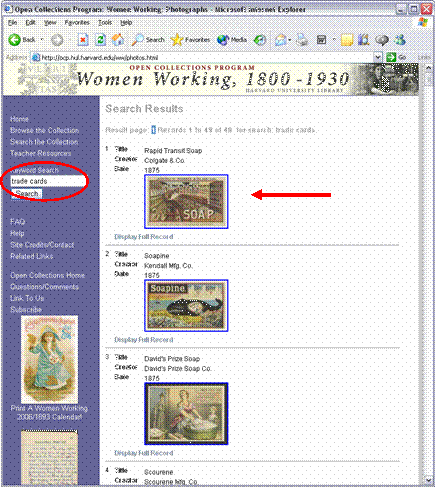 Open Collections Program: Women Working: Photographs - Microsoft Internet Explorer
File Edit View Favorites Tools Help
Back Search Favorites Media
Address http://ocp.hul.harvard.edu/ww/photos.html Go Links
OPEN COLLECTIONS PROGRAM
Women Working, 1800 - 1930
HARVARD UNIVERSITY LIBRARY
Home
Browse the Collection
Search the Collection
Teacher Resources
Keyword Search
trade cards
Search
FAQ
Help
Site Credits/Contact
Related Links
Open Collections Home
Questions/Comments
Link To Us
Subscribe
Print A Women Working
2006/1893 Calendar!
Search Results
Result page: 1 Records 1 to 49 of 49 for search: trade cards
1 Title Rapid Transit Soap
Creator Colgate & Co.
Date 1875
SOAP
Display Full Record
2 Title Soapine
Creator Kendall Mfg. Co.
Date
Soapine
Display Full Record
3 Title David's Prize Soap
Creator David's Prize Soap Co.
Date 1875
Display Full Record
4 Title Scourene
Creator Scourene Mfg. Co.